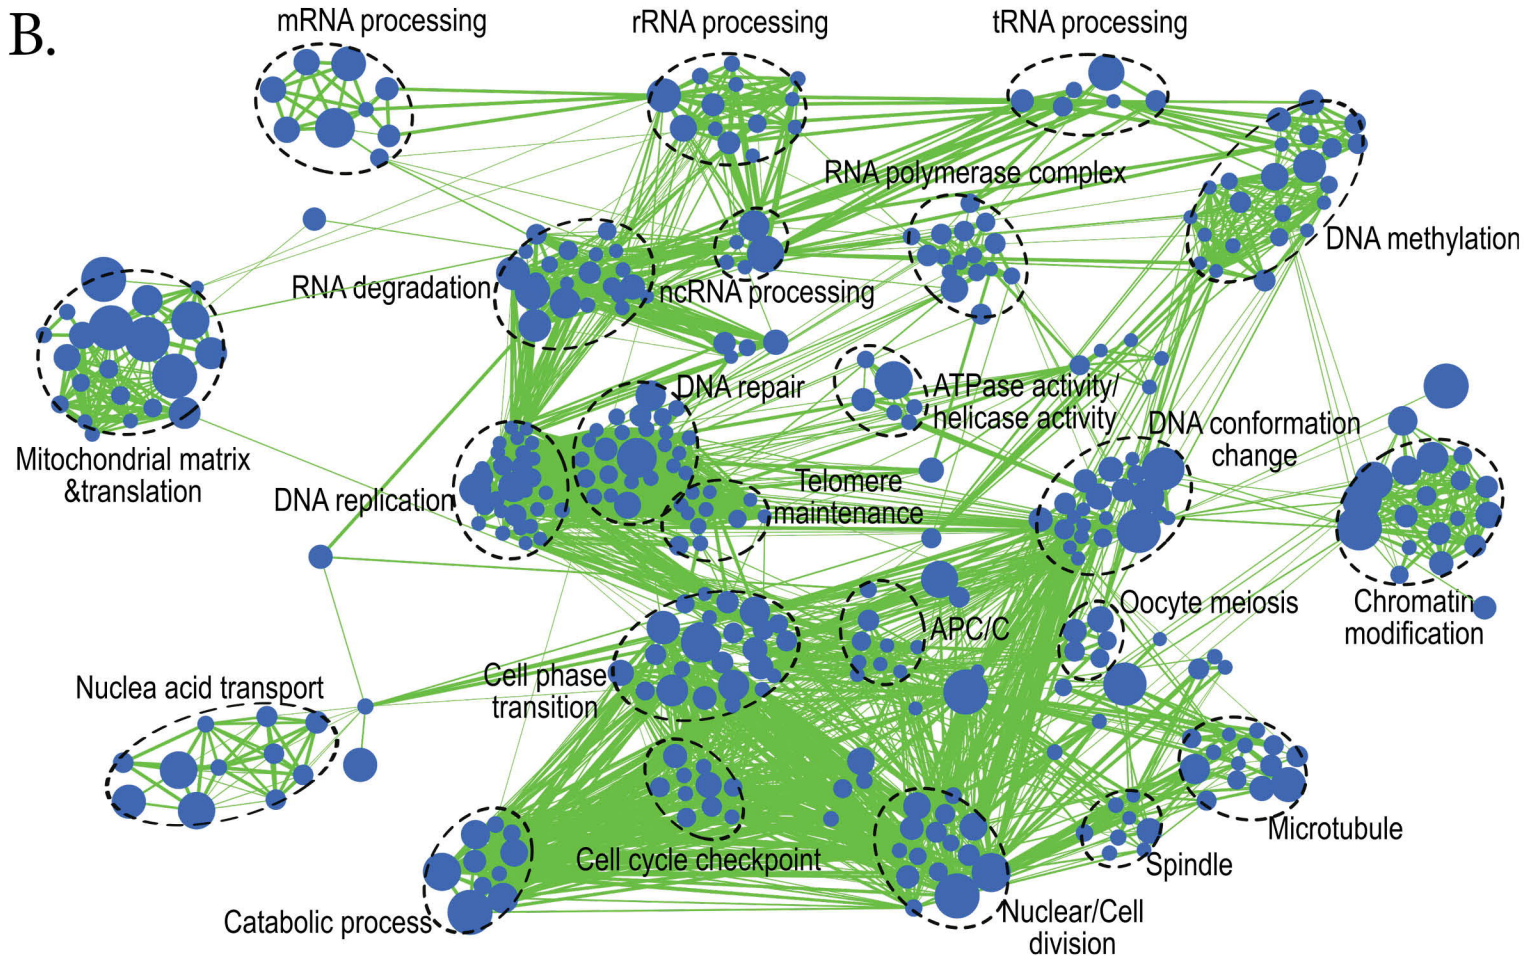 B.
mRNA processing
rRNA processing
tRNA processing
RNA polymerase complex
DNA methylation
RNA degradation
ncRNA processing
DNA repair
ATPase activity/
helicase activity
DNA conformation
change
Mitochondrial matrix
&translation
DNA replication
Telomere
maintenance
Oocyte meiosis
Chromatin
modification
APC/C
Cell phase
transition
Nuclea acid transport
Microtubule
Cell cycle checkpoint
Spindle
Catabolic process
Nuclear/Cell
division